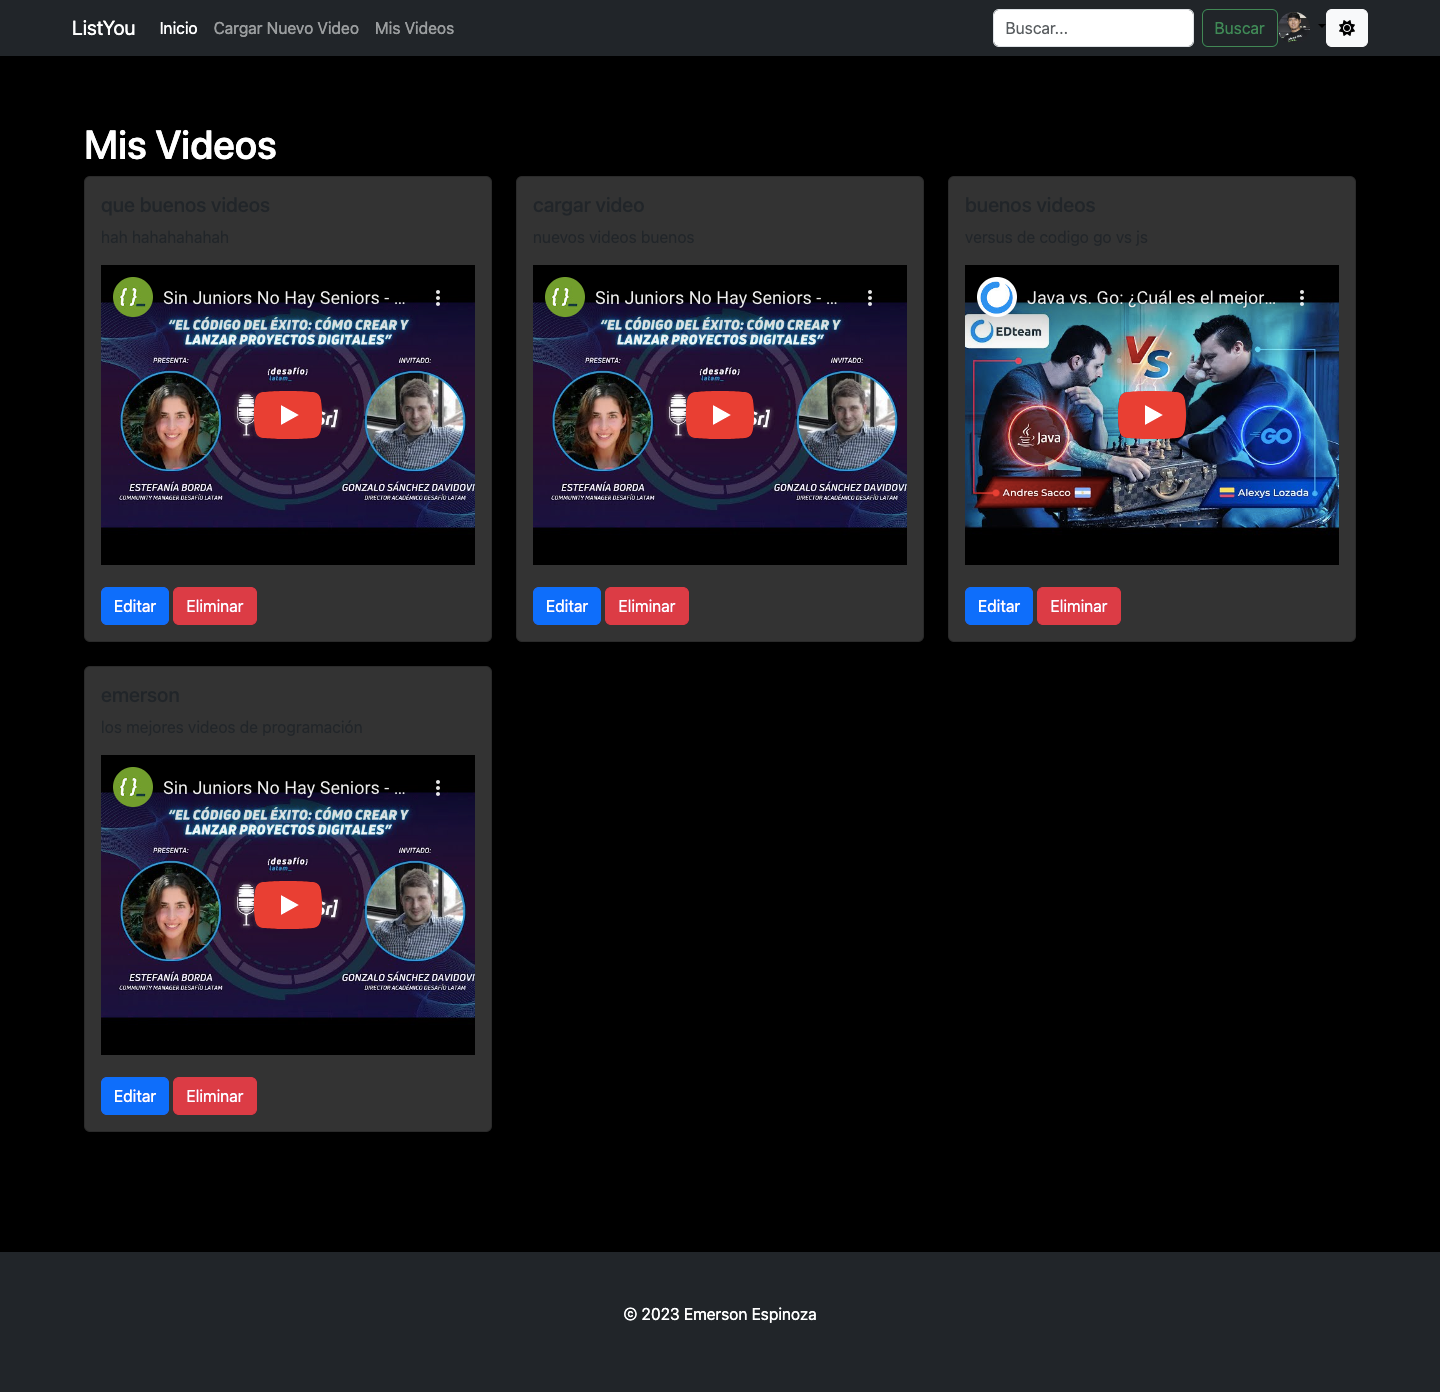 ListYou Inicio Cargar Nuevo Video Mis Videos Buscar... Buscar
Mis Videos
que buenos videos
hah hahahahahah
{ }_ Sin Juniors No Hay Seniors - ...
“EL CÓDIGO DEL ÉXITO: CÓMO CREAR Y
LANZAR PROYECTOS DIGITALES”
PRESENTA: INVITADO:
{desafío}
latam_
Sr]
ESTEFANÍA BORDA GONZALO SÁNCHEZ DAVIDOVI
COMMUNITY MANAGER DESAFÍO LATAM DIRECTOR ACADÉMICO DESAFÍO LATAM
Editar Eliminar
cargar video
nuevos videos buenos
{ }_ Sin Juniors No Hay Seniors - ...
“EL CÓDIGO DEL ÉXITO: CÓMO CREAR Y
LANZAR PROYECTOS DIGITALES”
PRESENTA: INVITADO:
{desafío}
latam_
Sr]
ESTEFANÍA BORDA GONZALO SÁNCHEZ DAVIDOVI
COMMUNITY MANAGER DESAFÍO LATAM DIRECTOR ACADÉMICO DESAFÍO LATAM
Editar Eliminar
buenos videos
versus de codigo go vs js
Java vs. Go: ¿Cuál es el mejor...
EDteam
VS
Java GO
Andres Sacco Alexys Lozada
Editar Eliminar
emerson
los mejores videos de programación
{ }_ Sin Juniors No Hay Seniors - ...
“EL CÓDIGO DEL ÉXITO: CÓMO CREAR Y
LANZAR PROYECTOS DIGITALES”
PRESENTA: INVITADO:
{desafío}
latam_
Sr]
ESTEFANÍA BORDA GONZALO SÁNCHEZ DAVIDOVI
COMMUNITY MANAGER DESAFÍO LATAM DIRECTOR ACADÉMICO DESAFÍO LATAM
Editar Eliminar
© 2023 Emerson Espinoza